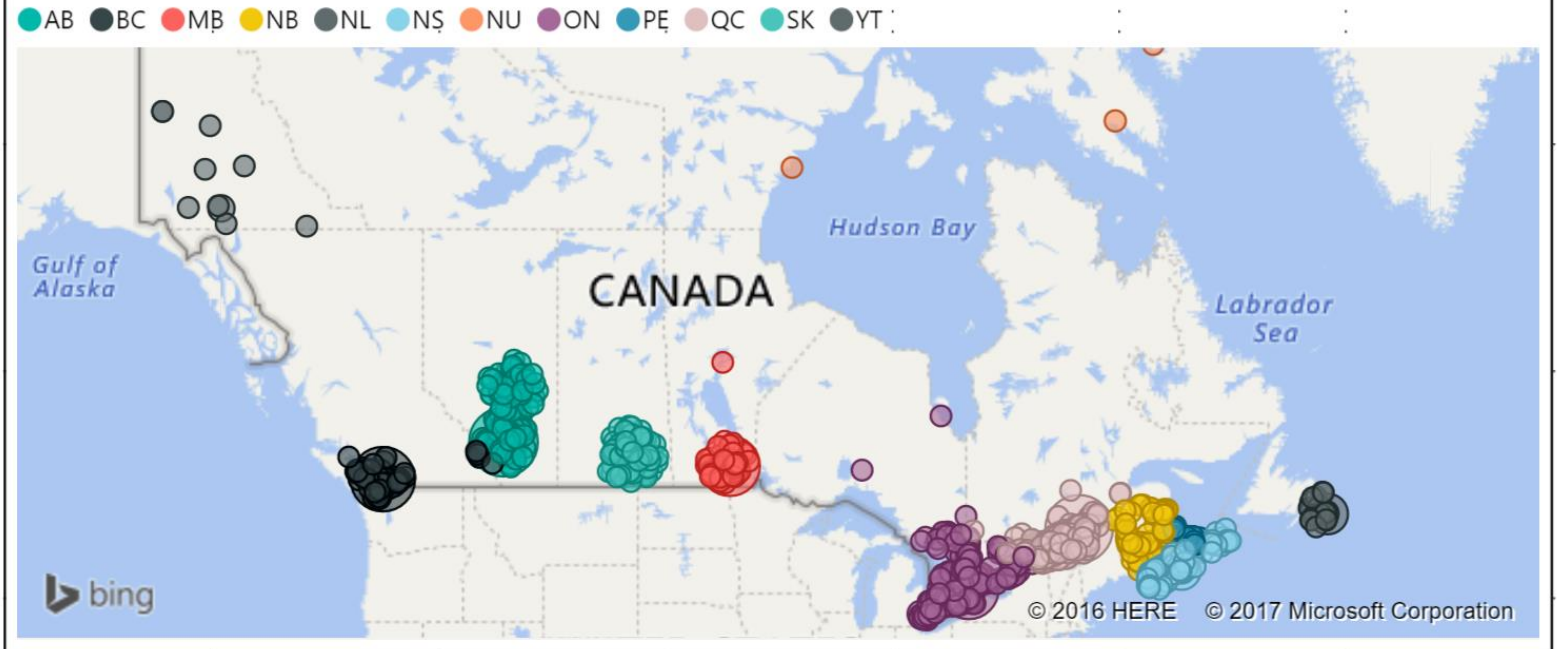 AB BC MB NB NL NS NU ON PE QC SK YT
Hudson Bay
Gulf of
Alaska
CANADA
Labrador
Sea
bing
© 2016 HERE © 2017 Microsoft Corporation